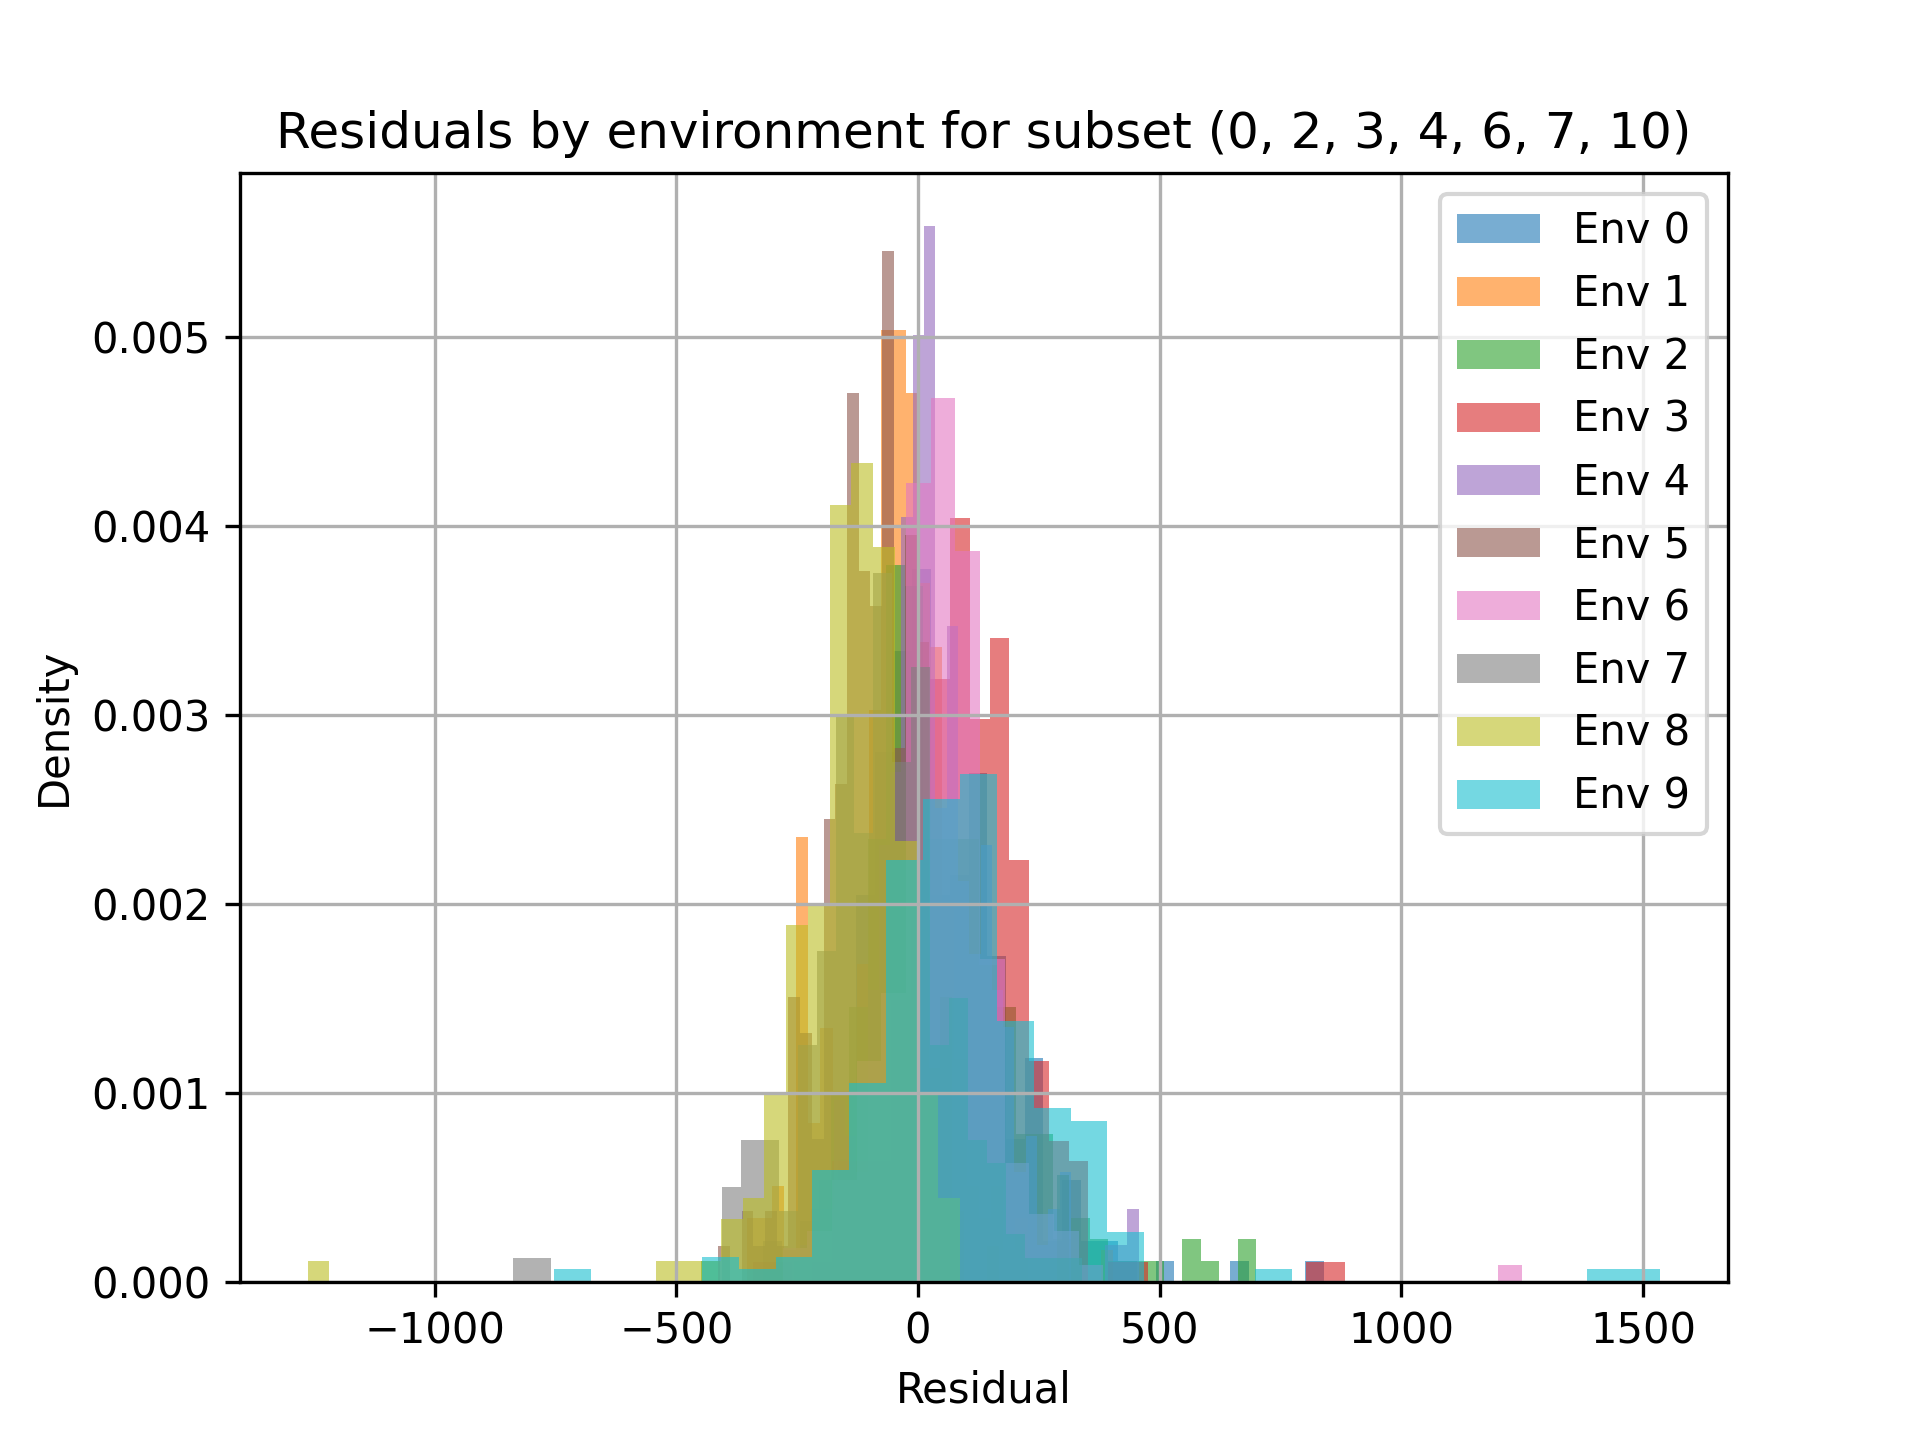 Residuals by environment for subset (0, 2, 3, 4, 6, 7, 10)
Env 0
Env 1
Env 2
Env 3
Env 4
Env 5
Env 6
Env 7
Env 8
Env 9
Density
0.005
0.004
0.003
0.002
0.001
0.000
−1000 −500 0 500 1000 1500
Residual